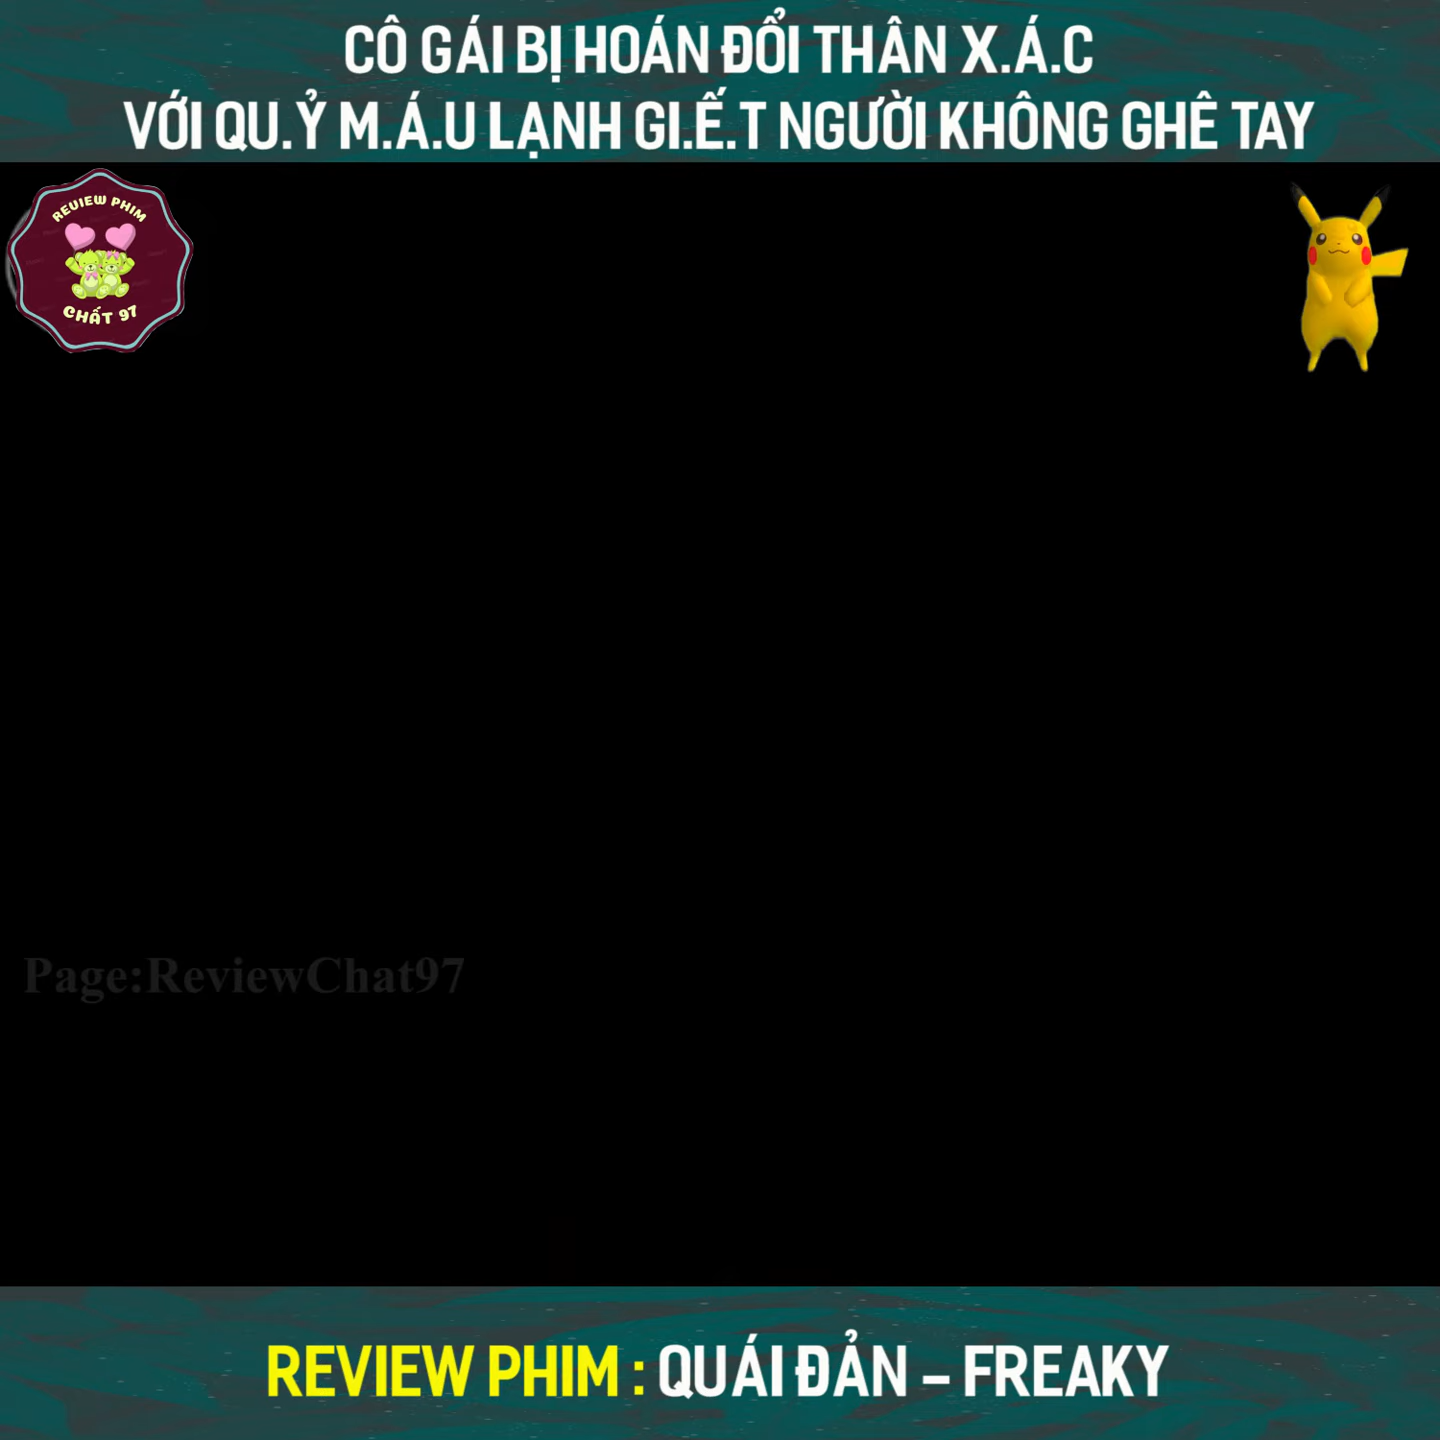 CÔ GÁI BỊ HOÁN ĐỔI THÂN X.Á.C
VỚI QU.Ỷ M.Á.U LẠNH GI.Ế.T NGƯỜI KHÔNG GHÊ TAY
REVIEW PHIM
CHẤT 97
Page:ReviewChat97
REVIEW PHIM : QUÁI ĐẢN – FREAKY